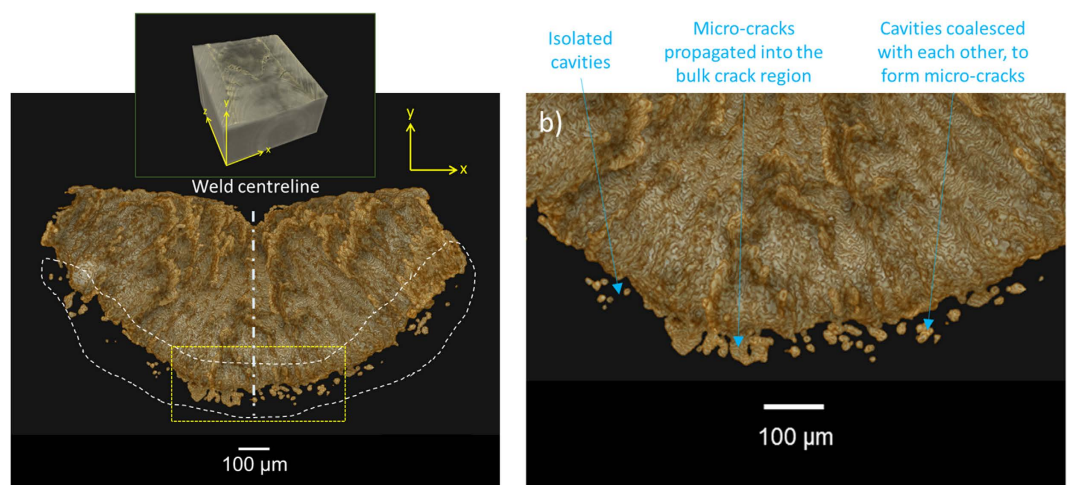 z
y
x
y
x
Weld centreline
100 µm
Isolated
cavities
Micro-cracks
propagated into the
bulk crack region
Cavities coalesced
with each other, to
form micro-cracks
b)
100 µm